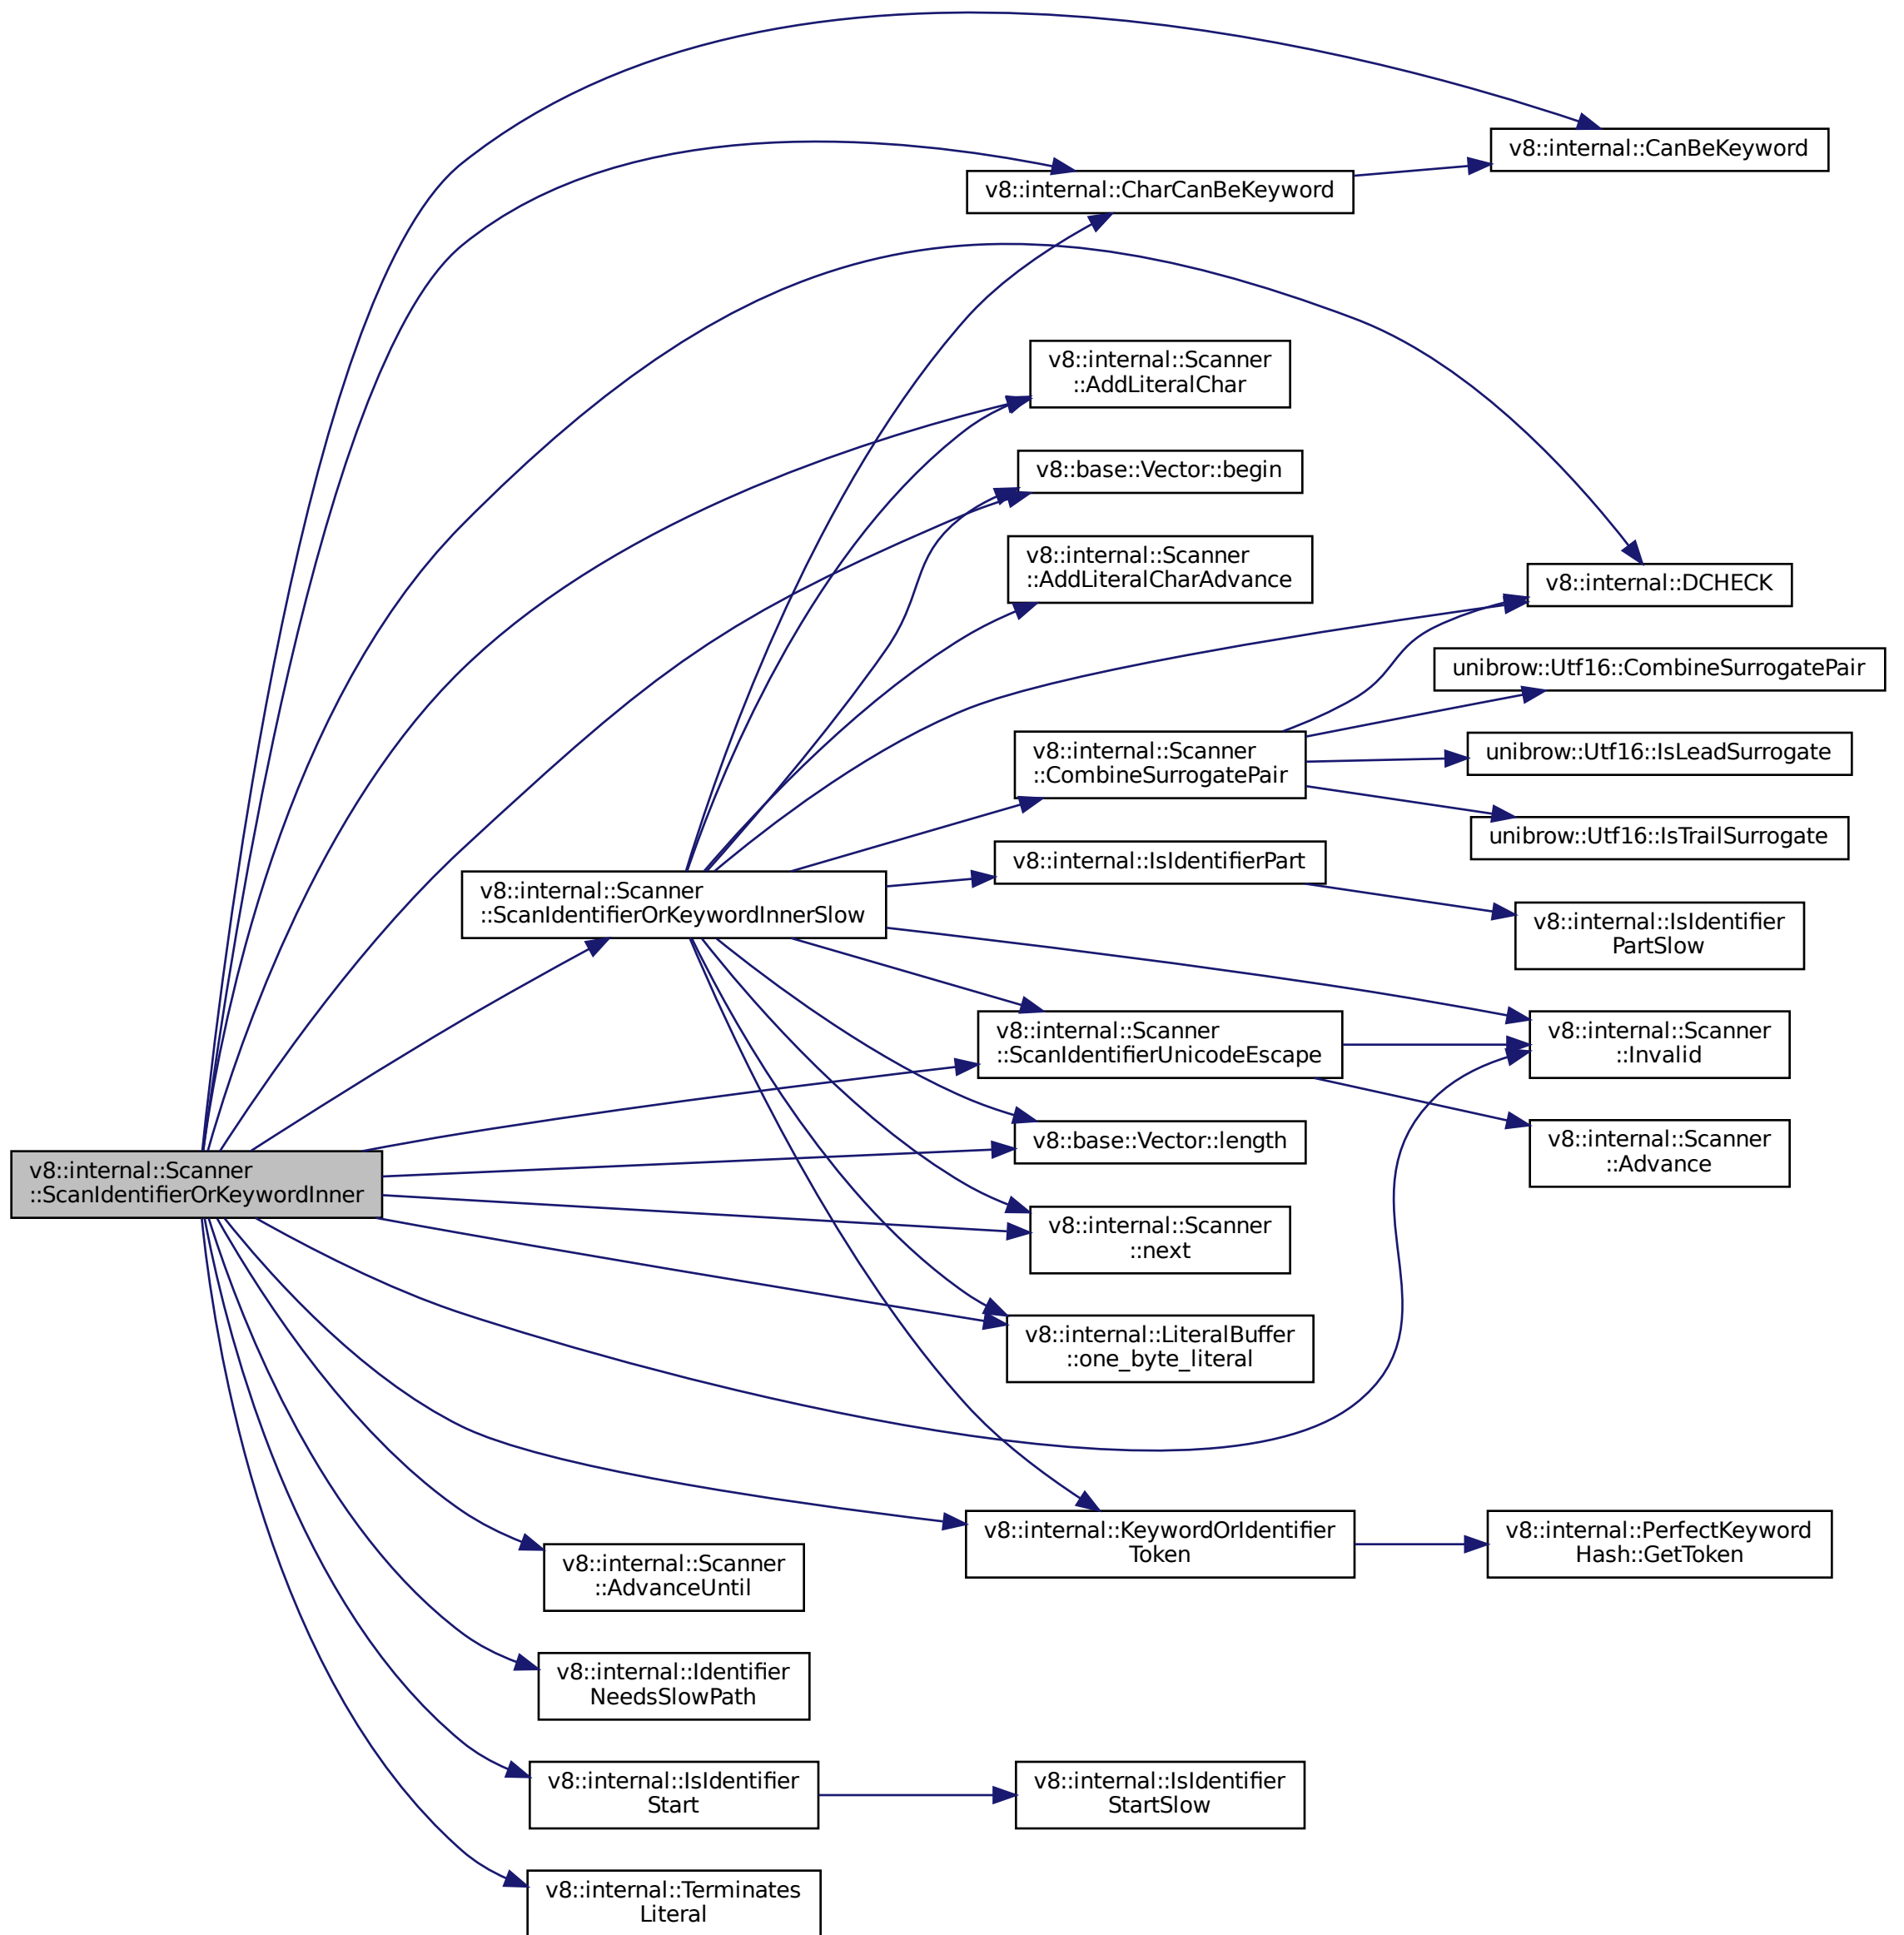 v8::internal::CanBeKeyword
v8::internal::CharCanBeKeyword
v8::internal::Scanner
::AddLiteralChar
v8::base::Vector::begin
v8::internal::Scanner
::AddLiteralCharAdvance
v8::internal::DCHECK
unibrow::Utf16::CombineSurrogatePair
v8::internal::Scanner
::CombineSurrogatePair
unibrow::Utf16::IsLeadSurrogate
unibrow::Utf16::IsTrailSurrogate
v8::internal::IsIdentifierPart
v8::internal::Scanner
::ScanIdentifierOrKeywordInnerSlow
v8::internal::IsIdentifier
PartSlow
v8::internal::Scanner
::ScanIdentifierUnicodeEscape
v8::internal::Scanner
::Invalid
v8::base::Vector::length
v8::internal::Scanner
::Advance
v8::internal::Scanner
::ScanIdentifierOrKeywordInner
v8::internal::Scanner
::next
v8::internal::LiteralBuffer
::one_byte_literal
v8::internal::KeywordOrIdentifier
Token
v8::internal::PerfectKeyword
Hash::GetToken
v8::internal::Scanner
::AdvanceUntil
v8::internal::Identifier
NeedsSlowPath
v8::internal::IsIdentifier
Start
v8::internal::IsIdentifier
StartSlow
v8::internal::Terminates
Literal